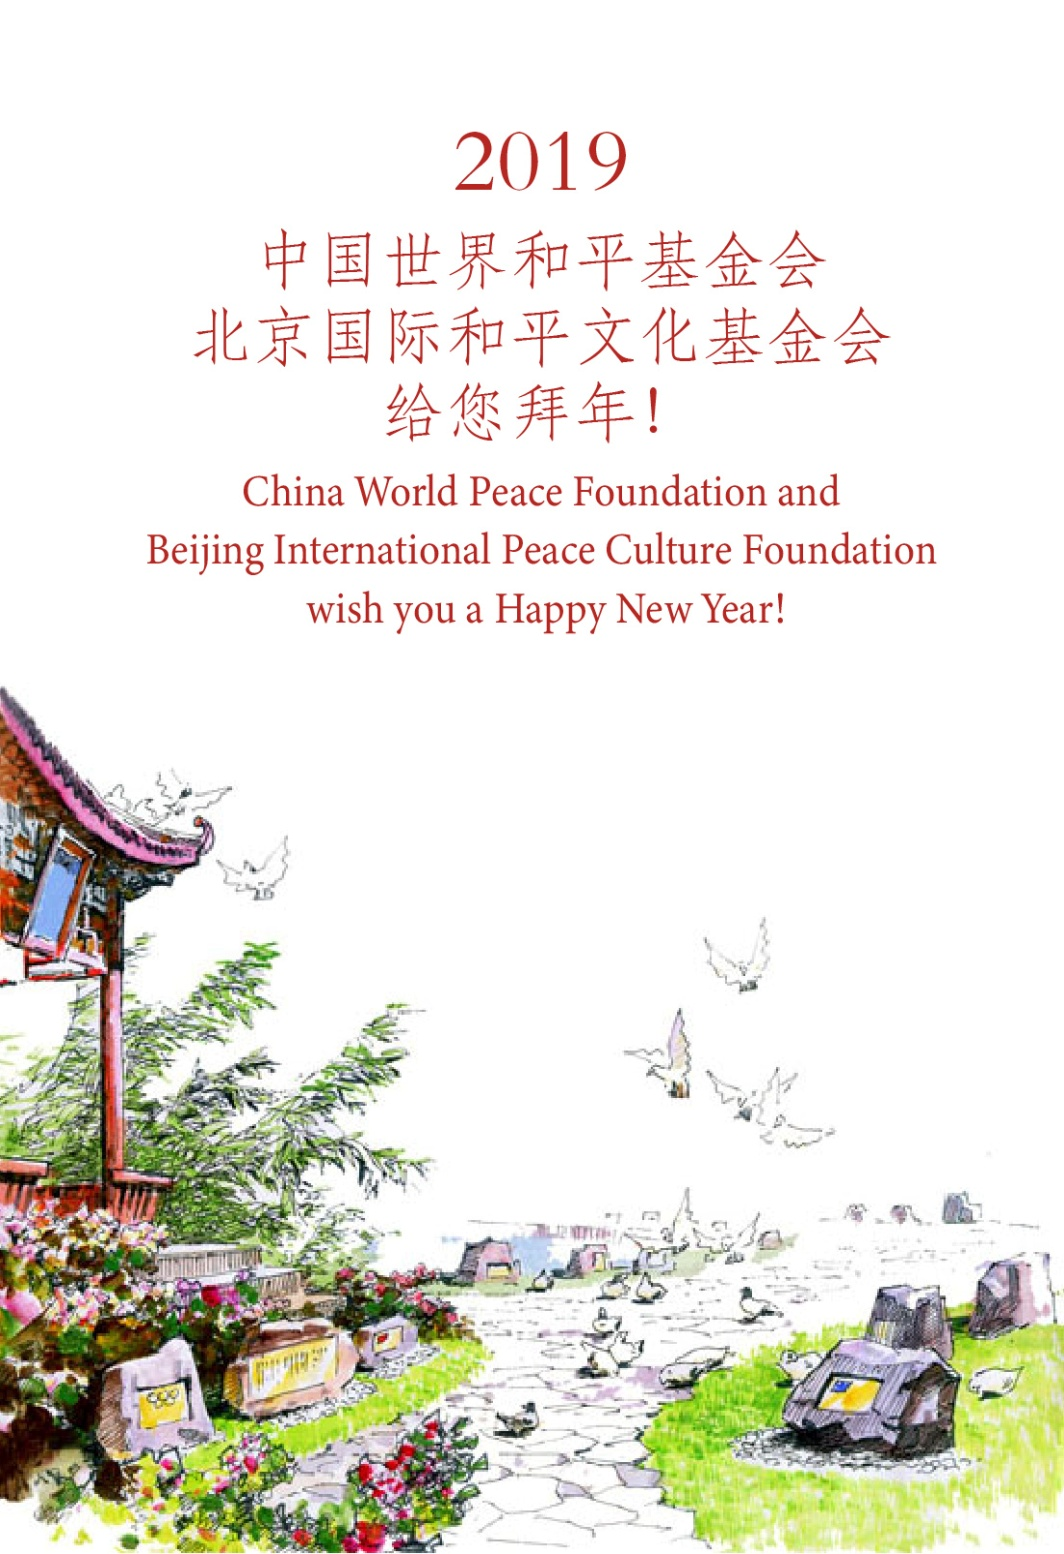 2019
中国世界和平基金会
北京国际和平文化基金会
给您拜年!
China World Peace Foundation and
Beijing International Peace Culture Foundation
wish you a Happy New Year!